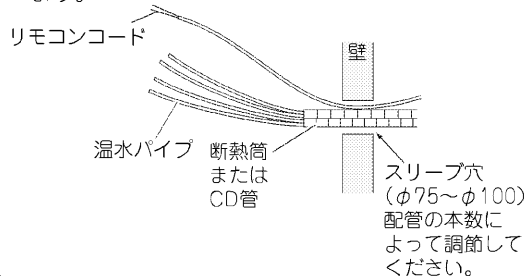 リモコンコード
壁
温水パイプ
断熱筒
または
CD管
スリーブ穴
(φ75～φ100)
配管の本数に
よって調節して
ください。